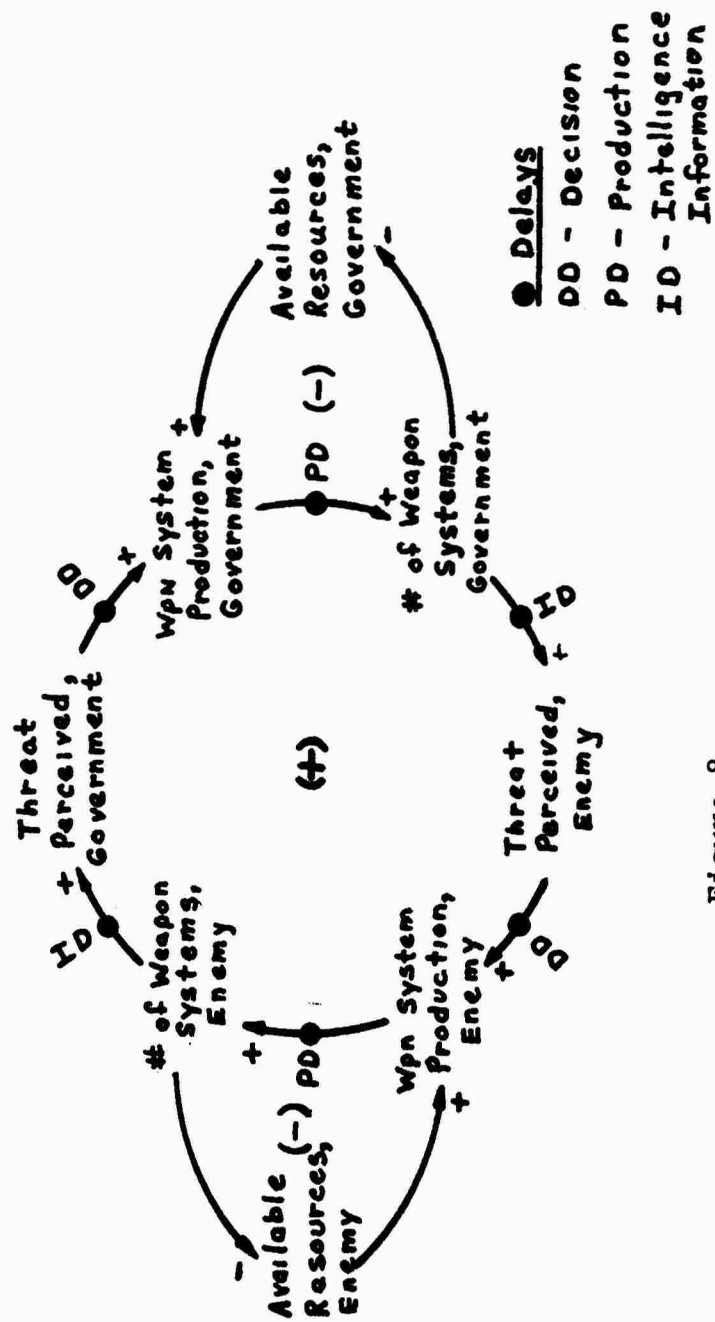 Threat
Perceived,
Government
+
ID
DD
+
# of Weapon
Systems,
Enemy
Wpn System
Production,
Government
+
-
Available
Resources,
Enemy
(-)
PD
+
(+)
PD
(-)
+
Available
Resources,
Government
-
Wpn System
Production,
Enemy
+
+
# of Weapon
Systems,
Government
DD
ID
+
Threat
Perceived,
Enemy
Delays
DD - Decision
PD - Production
ID - Intelligence
Information
Figure 8